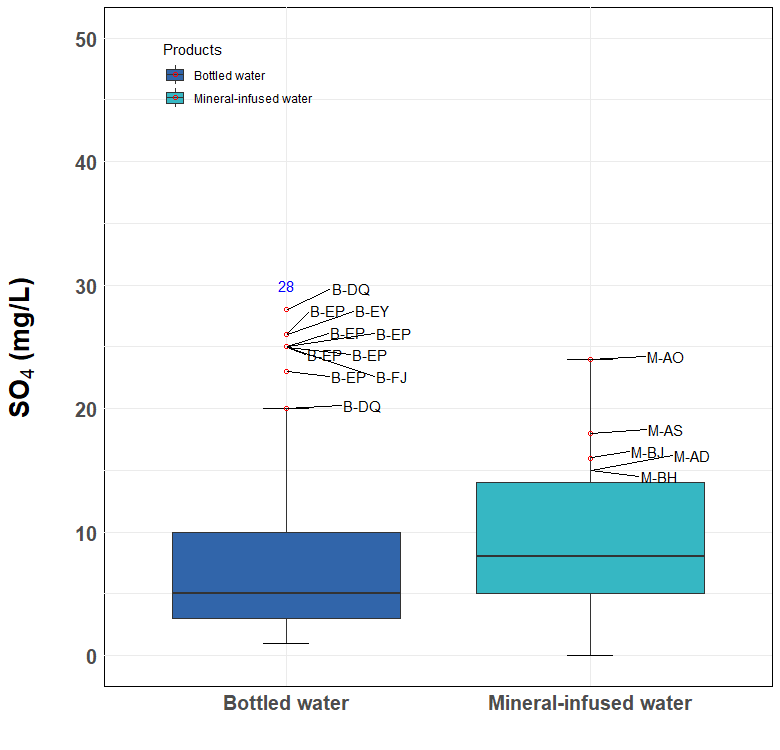 SO4 (mg/L)
50
40
30
20
10
0
Products
Bottled water
Mineral-infused water
28
B-DQ
B-EP B-EY
B-EP B-EP
B-EP B-EP
B-EP B-FJ
B-DQ
M-AO
M-AS
M-BJ
M-AD
M-BH
Bottled water
Mineral-infused water